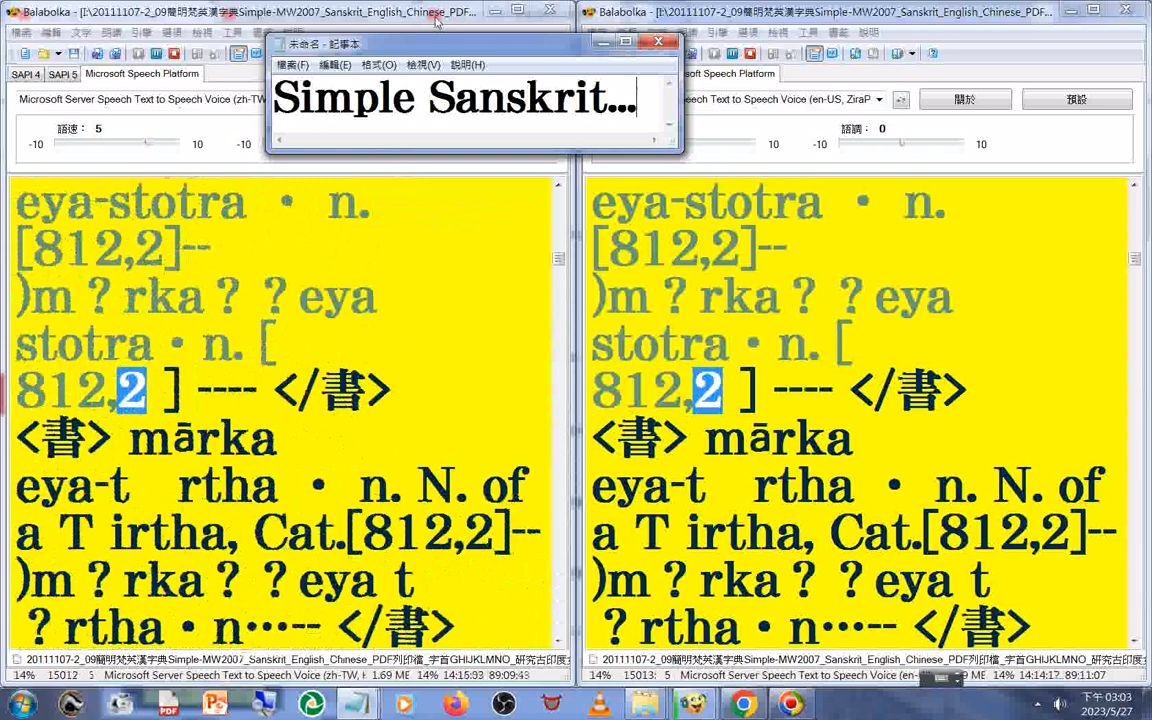 Balabolka - [I:\20111107-2_09簡明梵英漢字典Simple-MW2007_Sanskrit_English_Chinese_PDF...
Balabolka - [I:\20111107-2_09簡明梵英漢字典Simple-MW2007_Sanskrit_English_Chinese_PDF...
未命名 - 記事本
檔案(F) 編輯(E) 格式(O) 檢視(V) 說明(H)
Simple Sanskrit...
SAPI 4 SAPI 5 Microsoft Speech Platform
Speech Platform
Microsoft Server Speech Text to Speech Voice (zh-TW
eech Text to Speech Voice (en-US, ZiraP
關於 預設
語速： 5
-10 10 -10
語調： 0
10 -10 10
eya-stotra ‧ n.
[812,2]--
)m？rka？？eya
stotra‧n. [
812,2 ] ---- </書>
<書> mārka
eya-t rtha ‧ n. N. of
a T irtha, Cat.[812,2]--
)m？rka？？eya t
？rtha‧n…-- </書>
eya-stotra ‧ n.
[812,2]--
)m？rka？？eya
stotra‧n. [
812,2 ] ---- </書>
<書> mārka
eya-t rtha ‧ n. N. of
a T irtha, Cat.[812,2]--
)m？rka？？eya t
？rtha‧n…-- </書>
20111107-2_09簡明梵英漢字典Simple-MW2007_Sanskrit_English_Chinese_PDF列印檔_字首GHIJKLMNO_研究古印度
20111107-2_09簡明梵英漢字典Simple-MW2007_Sanskrit_English_Chinese_PDF列印檔_字首GHIJKLMNO_研究古印度
14% 15012 Microsoft Server Speech Text to Speech Voice (zh-TW, 1.69 ME 14% 14:15:93 89:09:43
14% 15013: 5 Microsoft Server Speech Text to Speech Voice 14% 14:14:17 89:11:07
下午 03:03
2023/5/27